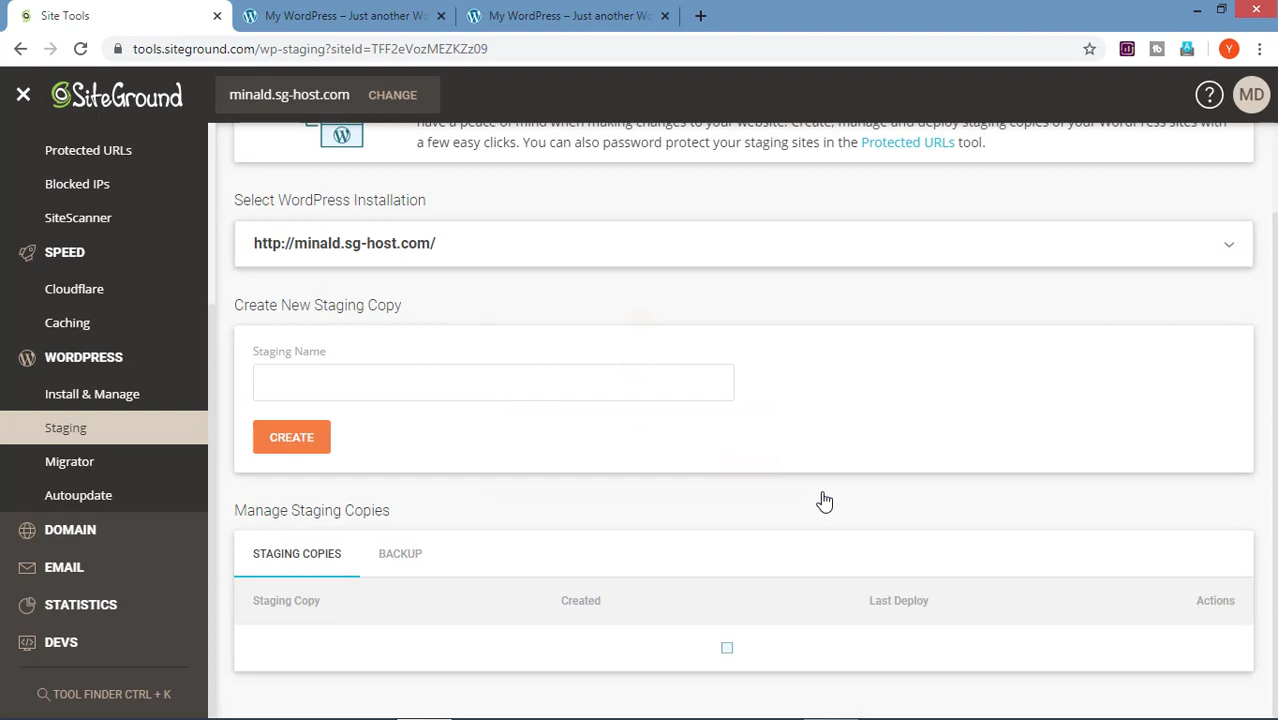 Site Tools
My WordPress – Just another Wo
My WordPress – Just another Wo
tools.siteground.com/wp-staging?siteId=TFF2eVozMEZKZz09
Y
SiteGround
minald.sg-host.com CHANGE
?
MD
have a peace of mind when making changes to your website. Create, manage and deploy staging copies of your WordPress sites with
a few easy clicks. You can also password protect your staging sites in the Protected URLs tool.
Protected URLs
Blocked IPs
SiteScanner
SPEED
Cloudflare
Caching
WORDPRESS
Install & Manage
Staging
Migrator
Autoupdate
DOMAIN
EMAIL
STATISTICS
DEVS
TOOL FINDER CTRL + K
Select WordPress Installation
http://minald.sg-host.com/
Create New Staging Copy
Staging Name
CREATE
Manage Staging Copies
STAGING COPIES BACKUP
Staging Copy Created Last Deploy Actions